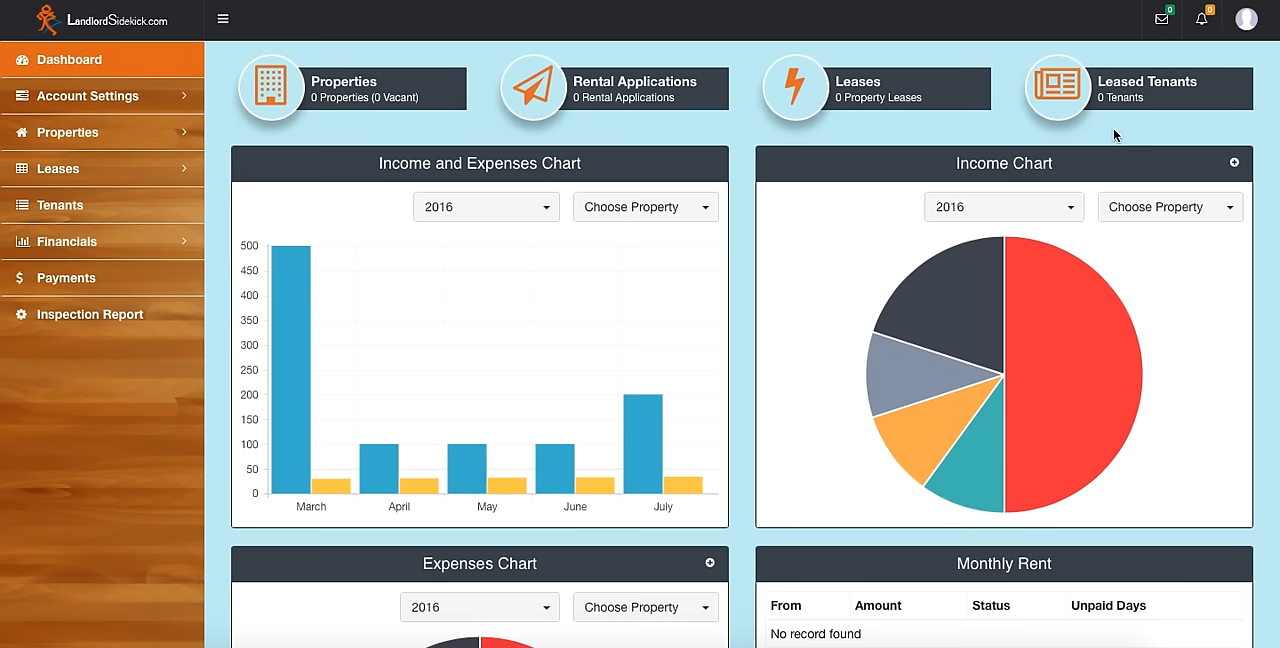 LandlordSidekick.com
0
0
Dashboard
Account Settings
Properties
Leases
Tenants
Financials
Payments
Inspection Report
Properties
0 Properties (0 Vacant)
Rental Applications
0 Rental Applications
Leases
0 Property Leases
Leased Tenants
0 Tenants
Income and Expenses Chart
2016
Choose Property
500
450
400
350
300
250
200
150
100
50
0
March April May June July
Income Chart
2016
Choose Property
Expenses Chart
2016
Choose Property
Monthly Rent
From Amount Status Unpaid Days
No record found